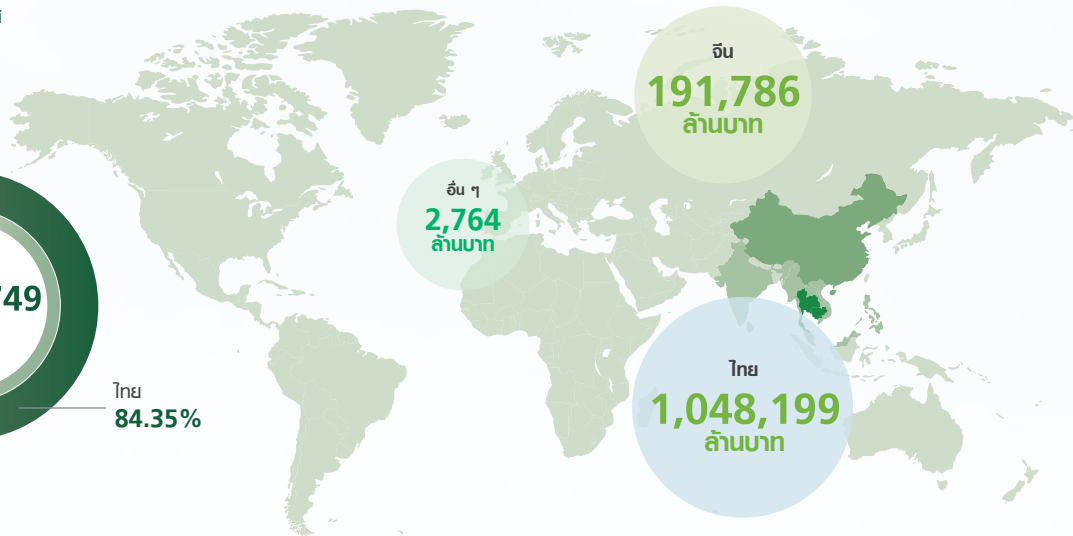 จีน
191,786
ล้านบาท
อื่น ๆ
2,764
ล้านบาท
749
ไทย
84.35%
ไทย
1,048,199
ล้านบาท